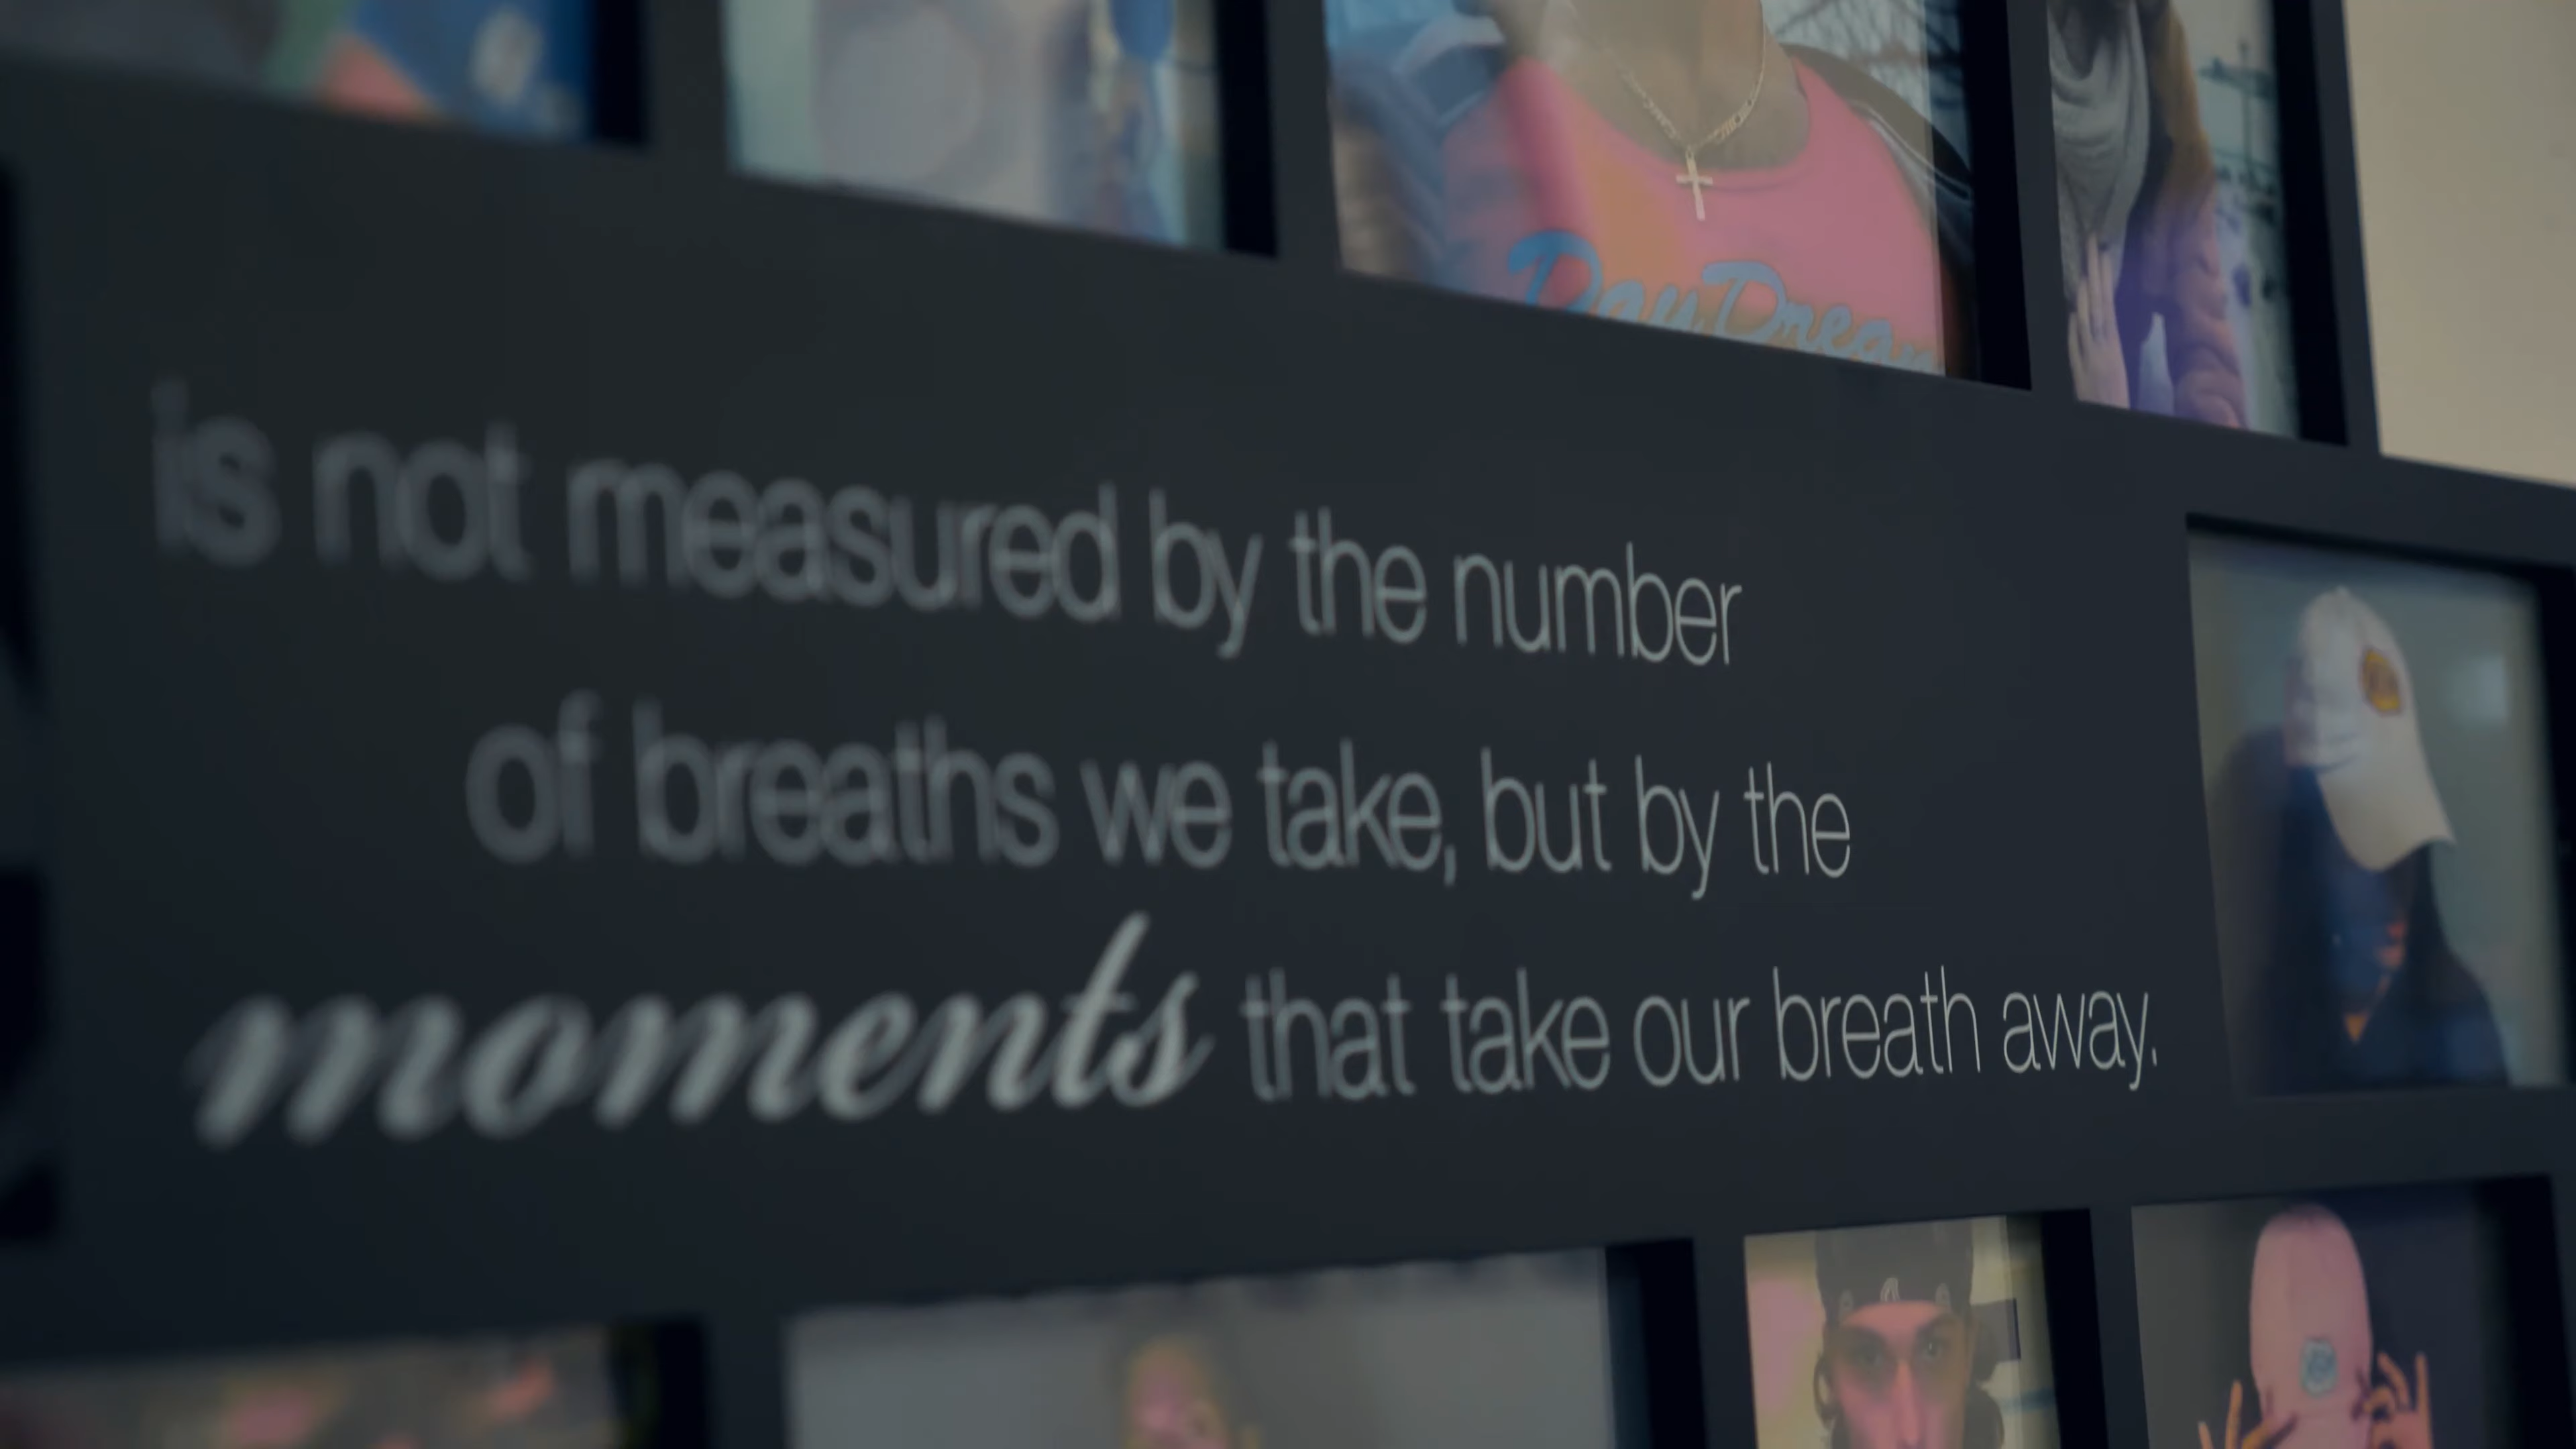 DayDream
is not measured by the number
of breaths we take, but by the
moments that take our breath away.